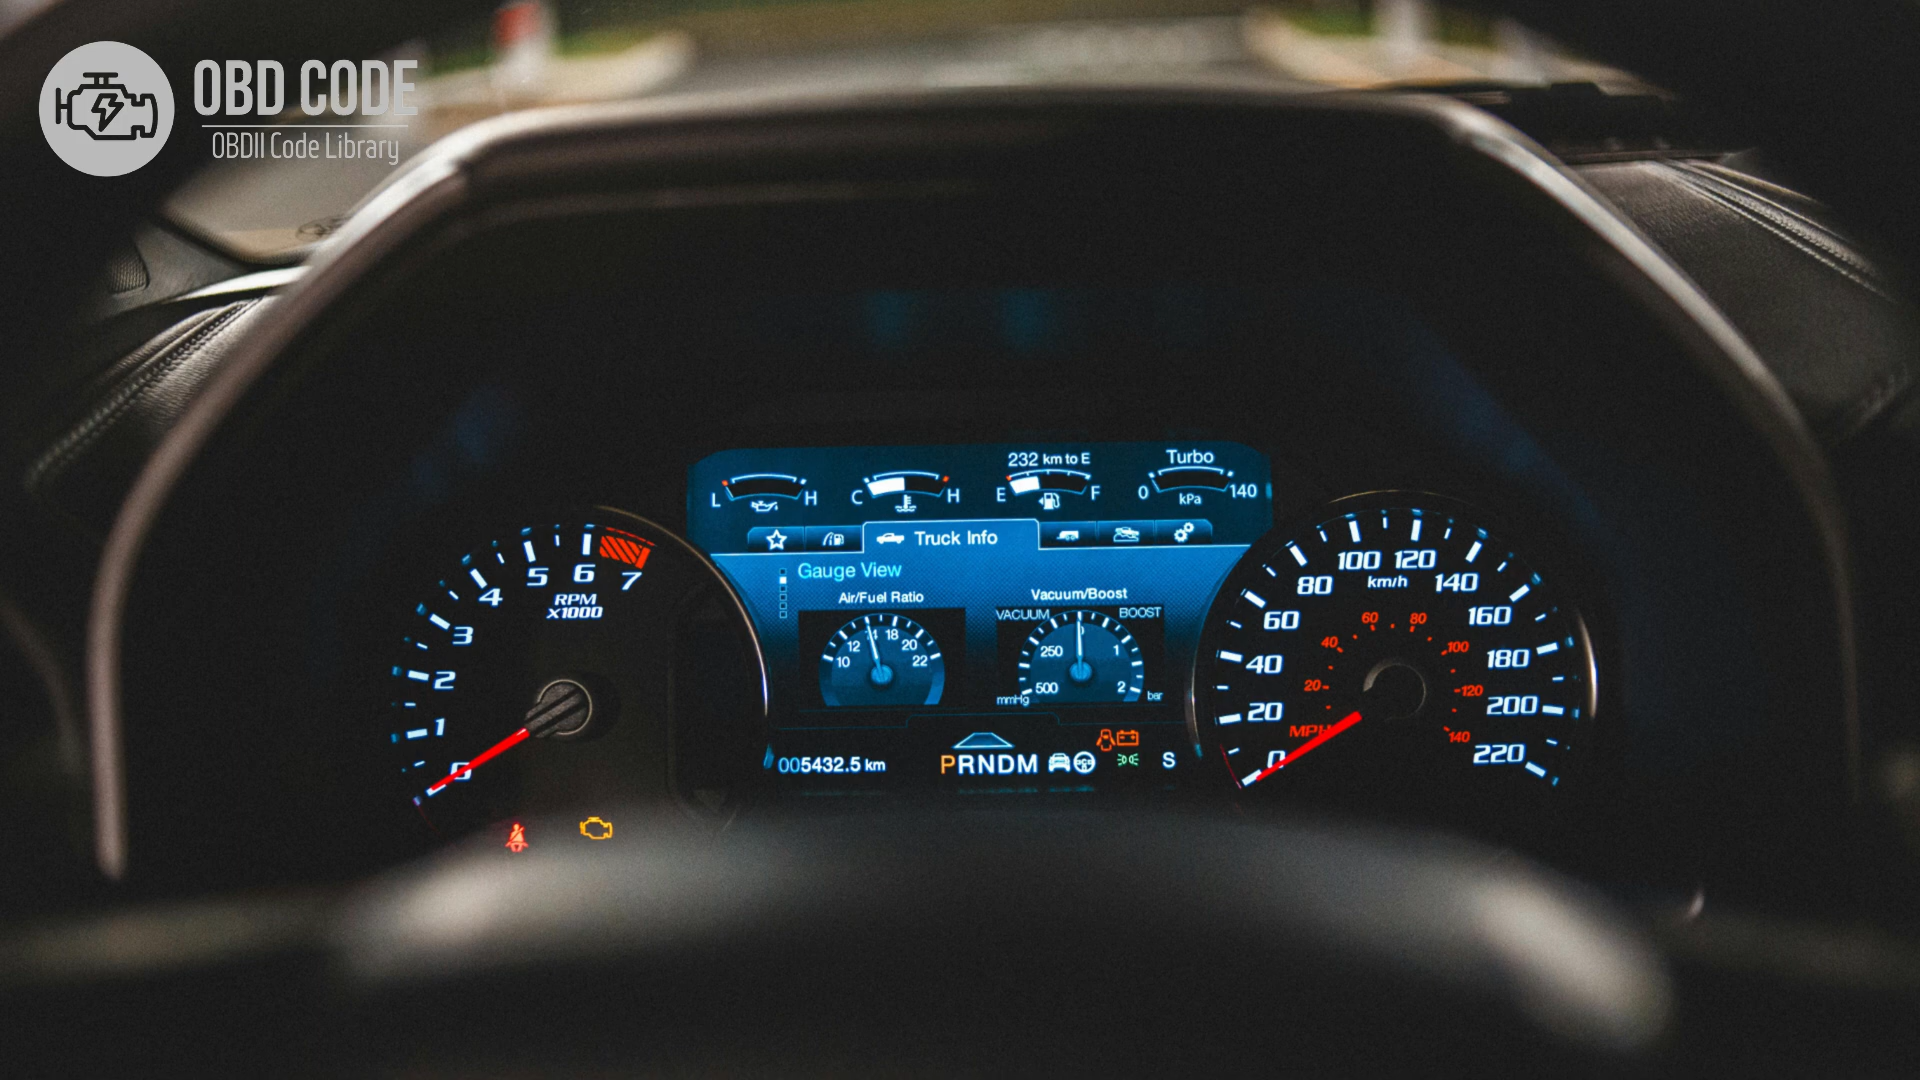 OBD CODE
OBDII Code Library
232 km to E
Turbo
L H C H E F 0 140
kPa
Truck Info
Gauge View
Air/Fuel Ratio
10 12 14 18 20 22
Vacuum/Boost
VACUUM BOOST
500 250 0 1 2
mmHg bar
0 1 2 3 4 5 6 7
RPM
X1000
005432.5 km
PRNDM
S
0 20 40 60 80 100 120 140 160 180 200 220
km/h
20 40 60 80 100 120 140
MPH